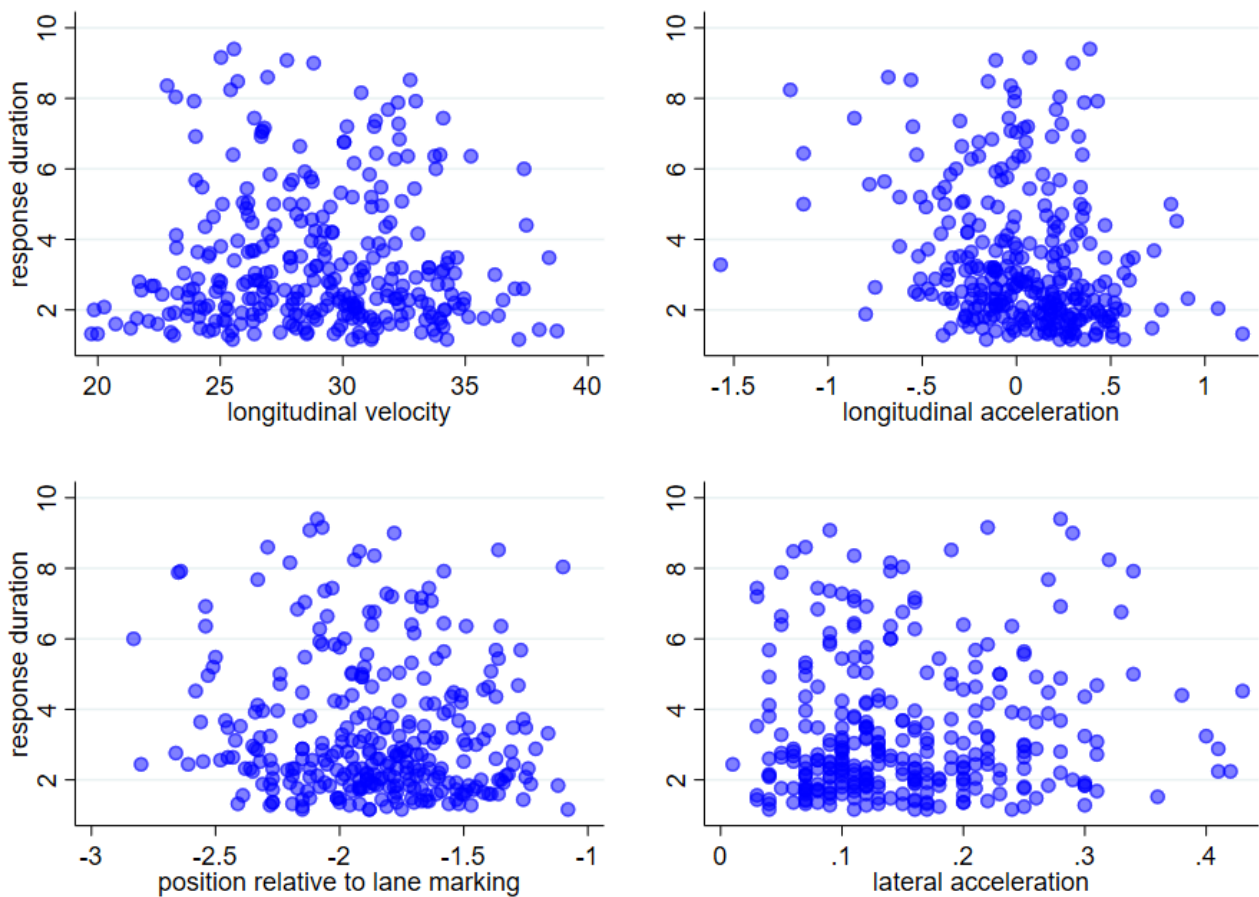 10
8
6
4
2
response duration
20 25 30 35 40
longitudinal velocity
10
8
6
4
2
-1.5 -1 -.5 0 .5 1
longitudinal acceleration
10
8
6
4
2
response duration
-3 -2.5 -2 -1.5 -1
position relative to lane marking
10
8
6
4
2
0 .1 .2 .3 .4
lateral acceleration